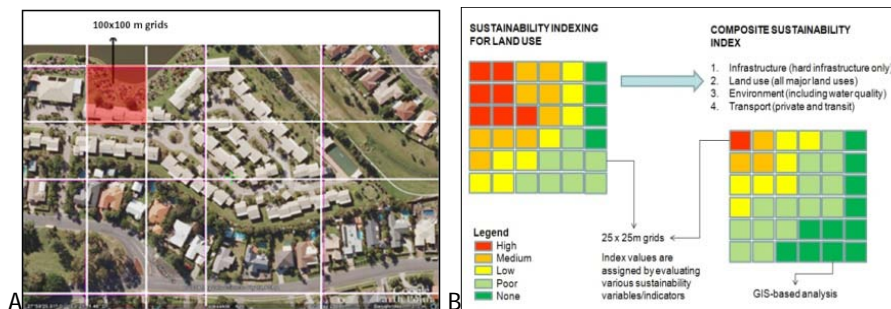 100x100 m grids
A
B
SUSTAINABILITY INDEXING
FOR LAND USE
COMPOSITE SUSTAINABILITY
INDEX
1. Infrastructure (hard infrastructure only)
2. Land use (all major land uses)
3. Environment (including water quality)
4. Transport (private and transit)
Legend
High
Medium
Low
Poor
None
25 x 25m grids
Index values are
assigned by evaluating
various sustainability
variables/indicators
GIS-based analysis